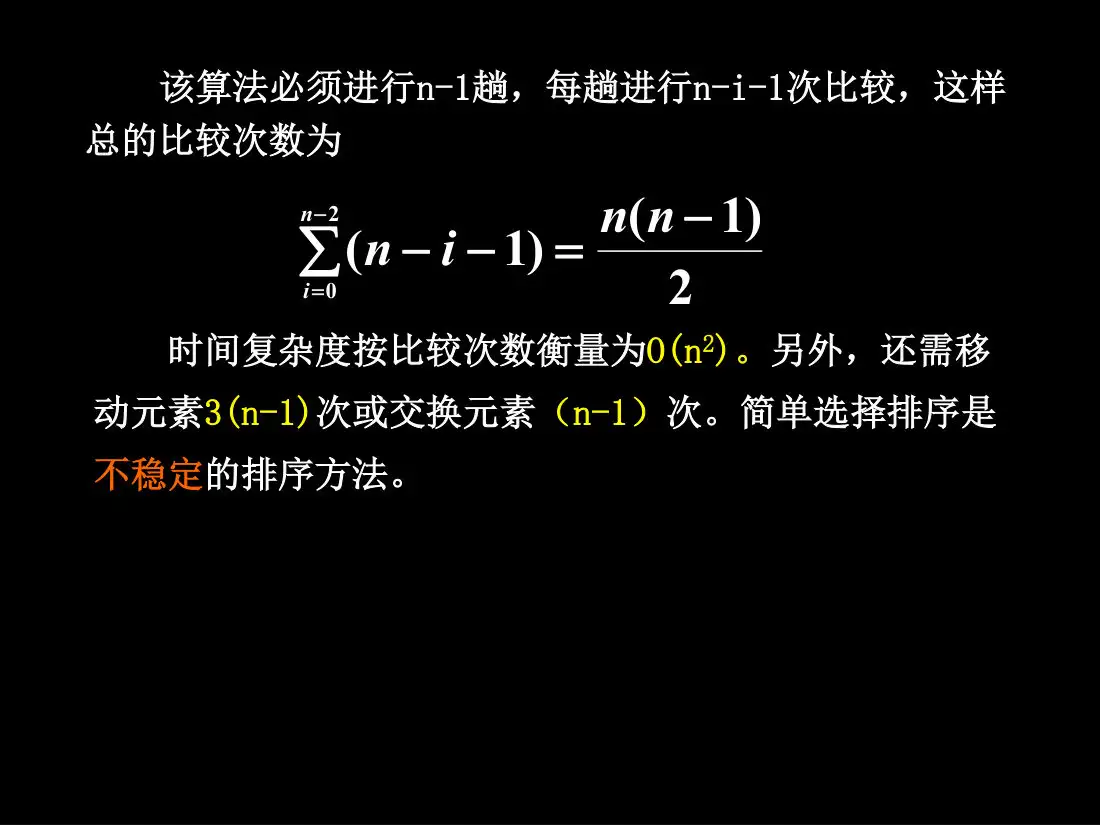 该算法必须进行n-1趟，每趟进行n-i-1次比较，这样
总的比较次数为
∑_{i=0}^{n-2}(n-i-1)=\frac{n(n-1)}{2}
时间复杂度按比较次数衡量为O(n²)。另外，还需移
动元素3(n-1)次或交换元素（n-1）次。简单选择排序是
不稳定的排序方法。